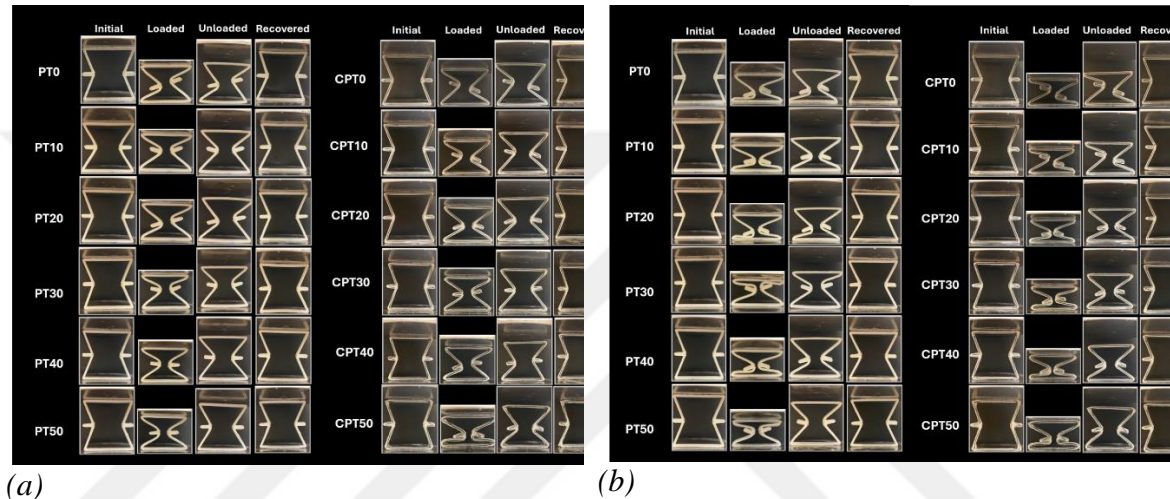 Initial Loaded Unloaded Recovered
Initial Loaded Unloaded Recov
PT0
CPT0
PT10
CPT10
PT20
CPT20
PT30
CPT30
PT40
CPT40
PT50
CPT50
(a)
Initial Loaded Unloaded Recovered
Initial Loaded Unloaded Reco
PT0
CPT0
PT10
CPT10
PT20
CPT20
PT30
CPT30
PT40
CPT40
PT50
CPT50
(b)